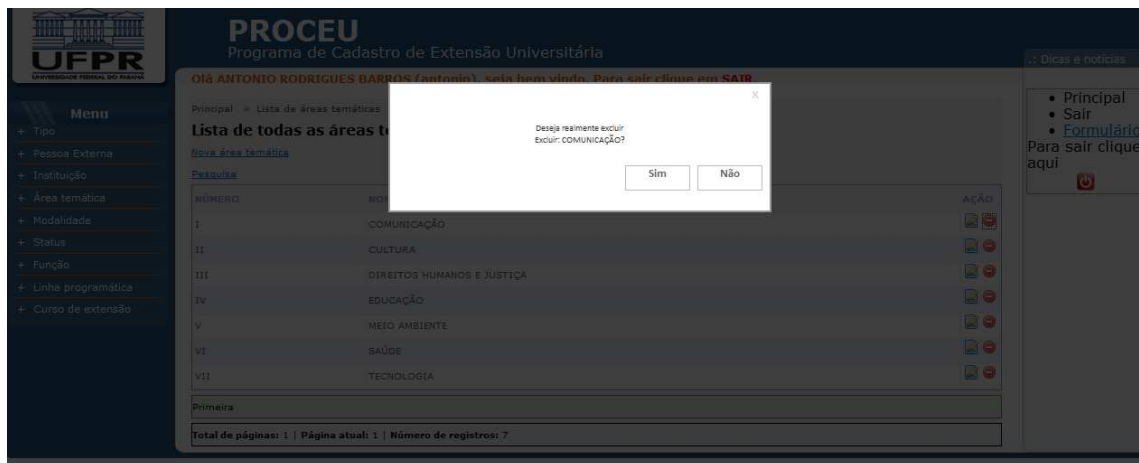 UFPR
UNIVERSIDADE FEDERAL DO PARANÁ
PROCEU
Programa de Cadastro de Extensão Universitária
.: Dicas e notícias
Olá ANTONIO RODRIGUES BARROS (antonio), seja bem vindo. Para sair clique em SAIR
Menu
+ Tipo
+ Pessoa Externa
+ Instituição
+ Área temática
+ Modalidade
+ Status
+ Função
+ Linha programática
+ Curso de extensão
Principal » Lista de áreas temáticas
Lista de todas as áreas
Nova área temática
Pesquisa
X
Deseja realmente excluir
Excluir: COMUNICAÇÃO?
Sim Não
NÚMERO AÇÃO
I COMUNICAÇÃO
II CULTURA
III DIREITOS HUMANOS E JUSTIÇA
IV EDUCAÇÃO
V MEIO AMBIENTE
VI SAÚDE
VII TECNOLOGIA
Primeira
Total de páginas: 1 | Página atual: 1 | Número de registros: 7
• Principal
• Sair
• Formulário
Para sair clique
aqui